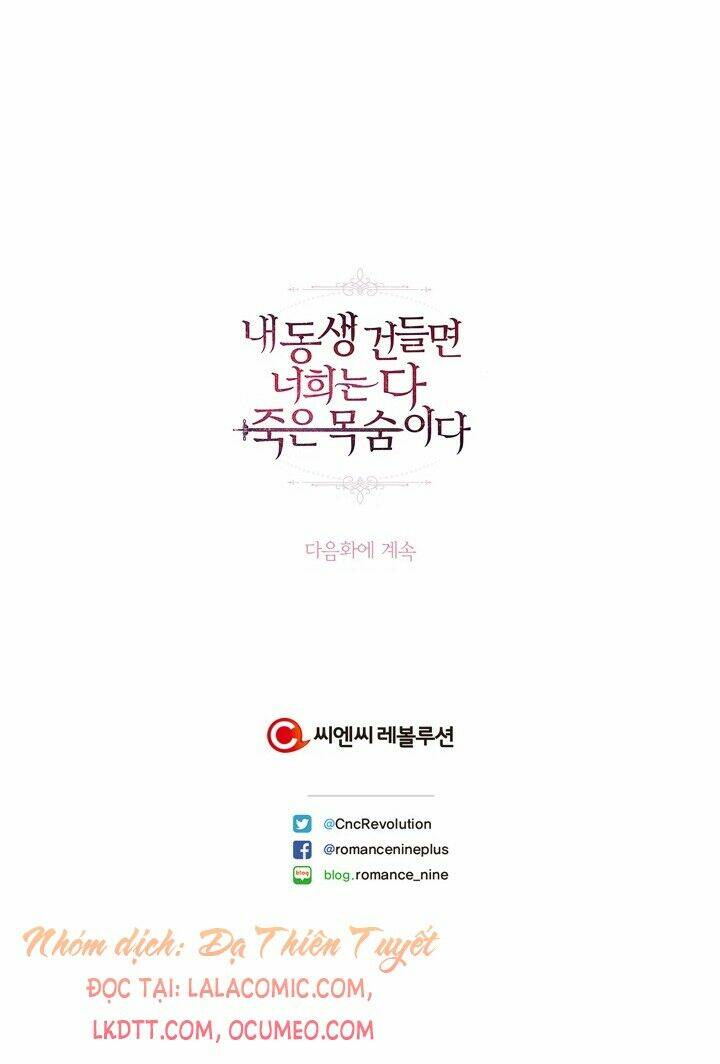 내 동생 건들면
너희는 다
죽은 목숨이다
다음화에 계속
씨엔씨 레볼루션
@CncRevolution
@romancenineplus
blog
blog.romance_nine
Nhóm dịch: Dạ Thiên Tuyết
ĐỌC TẠI: LALACOMIC.COM,
LKDTT.COM, OCUMEO.COM